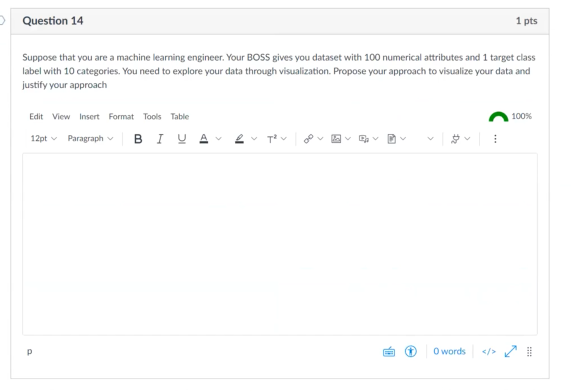 Question 14 1 pts
Suppose that you are a machine learning engineer. Your BOSS gives you dataset with 100 numerical attributes and 1 target class
label with 10 categories. You need to explore your data through visualization. Propose your approach to visualize your data and
justify your approach
Edit View Insert Format Tools Table 100%
12pt Paragraph B I U A T²
p 0 words </>